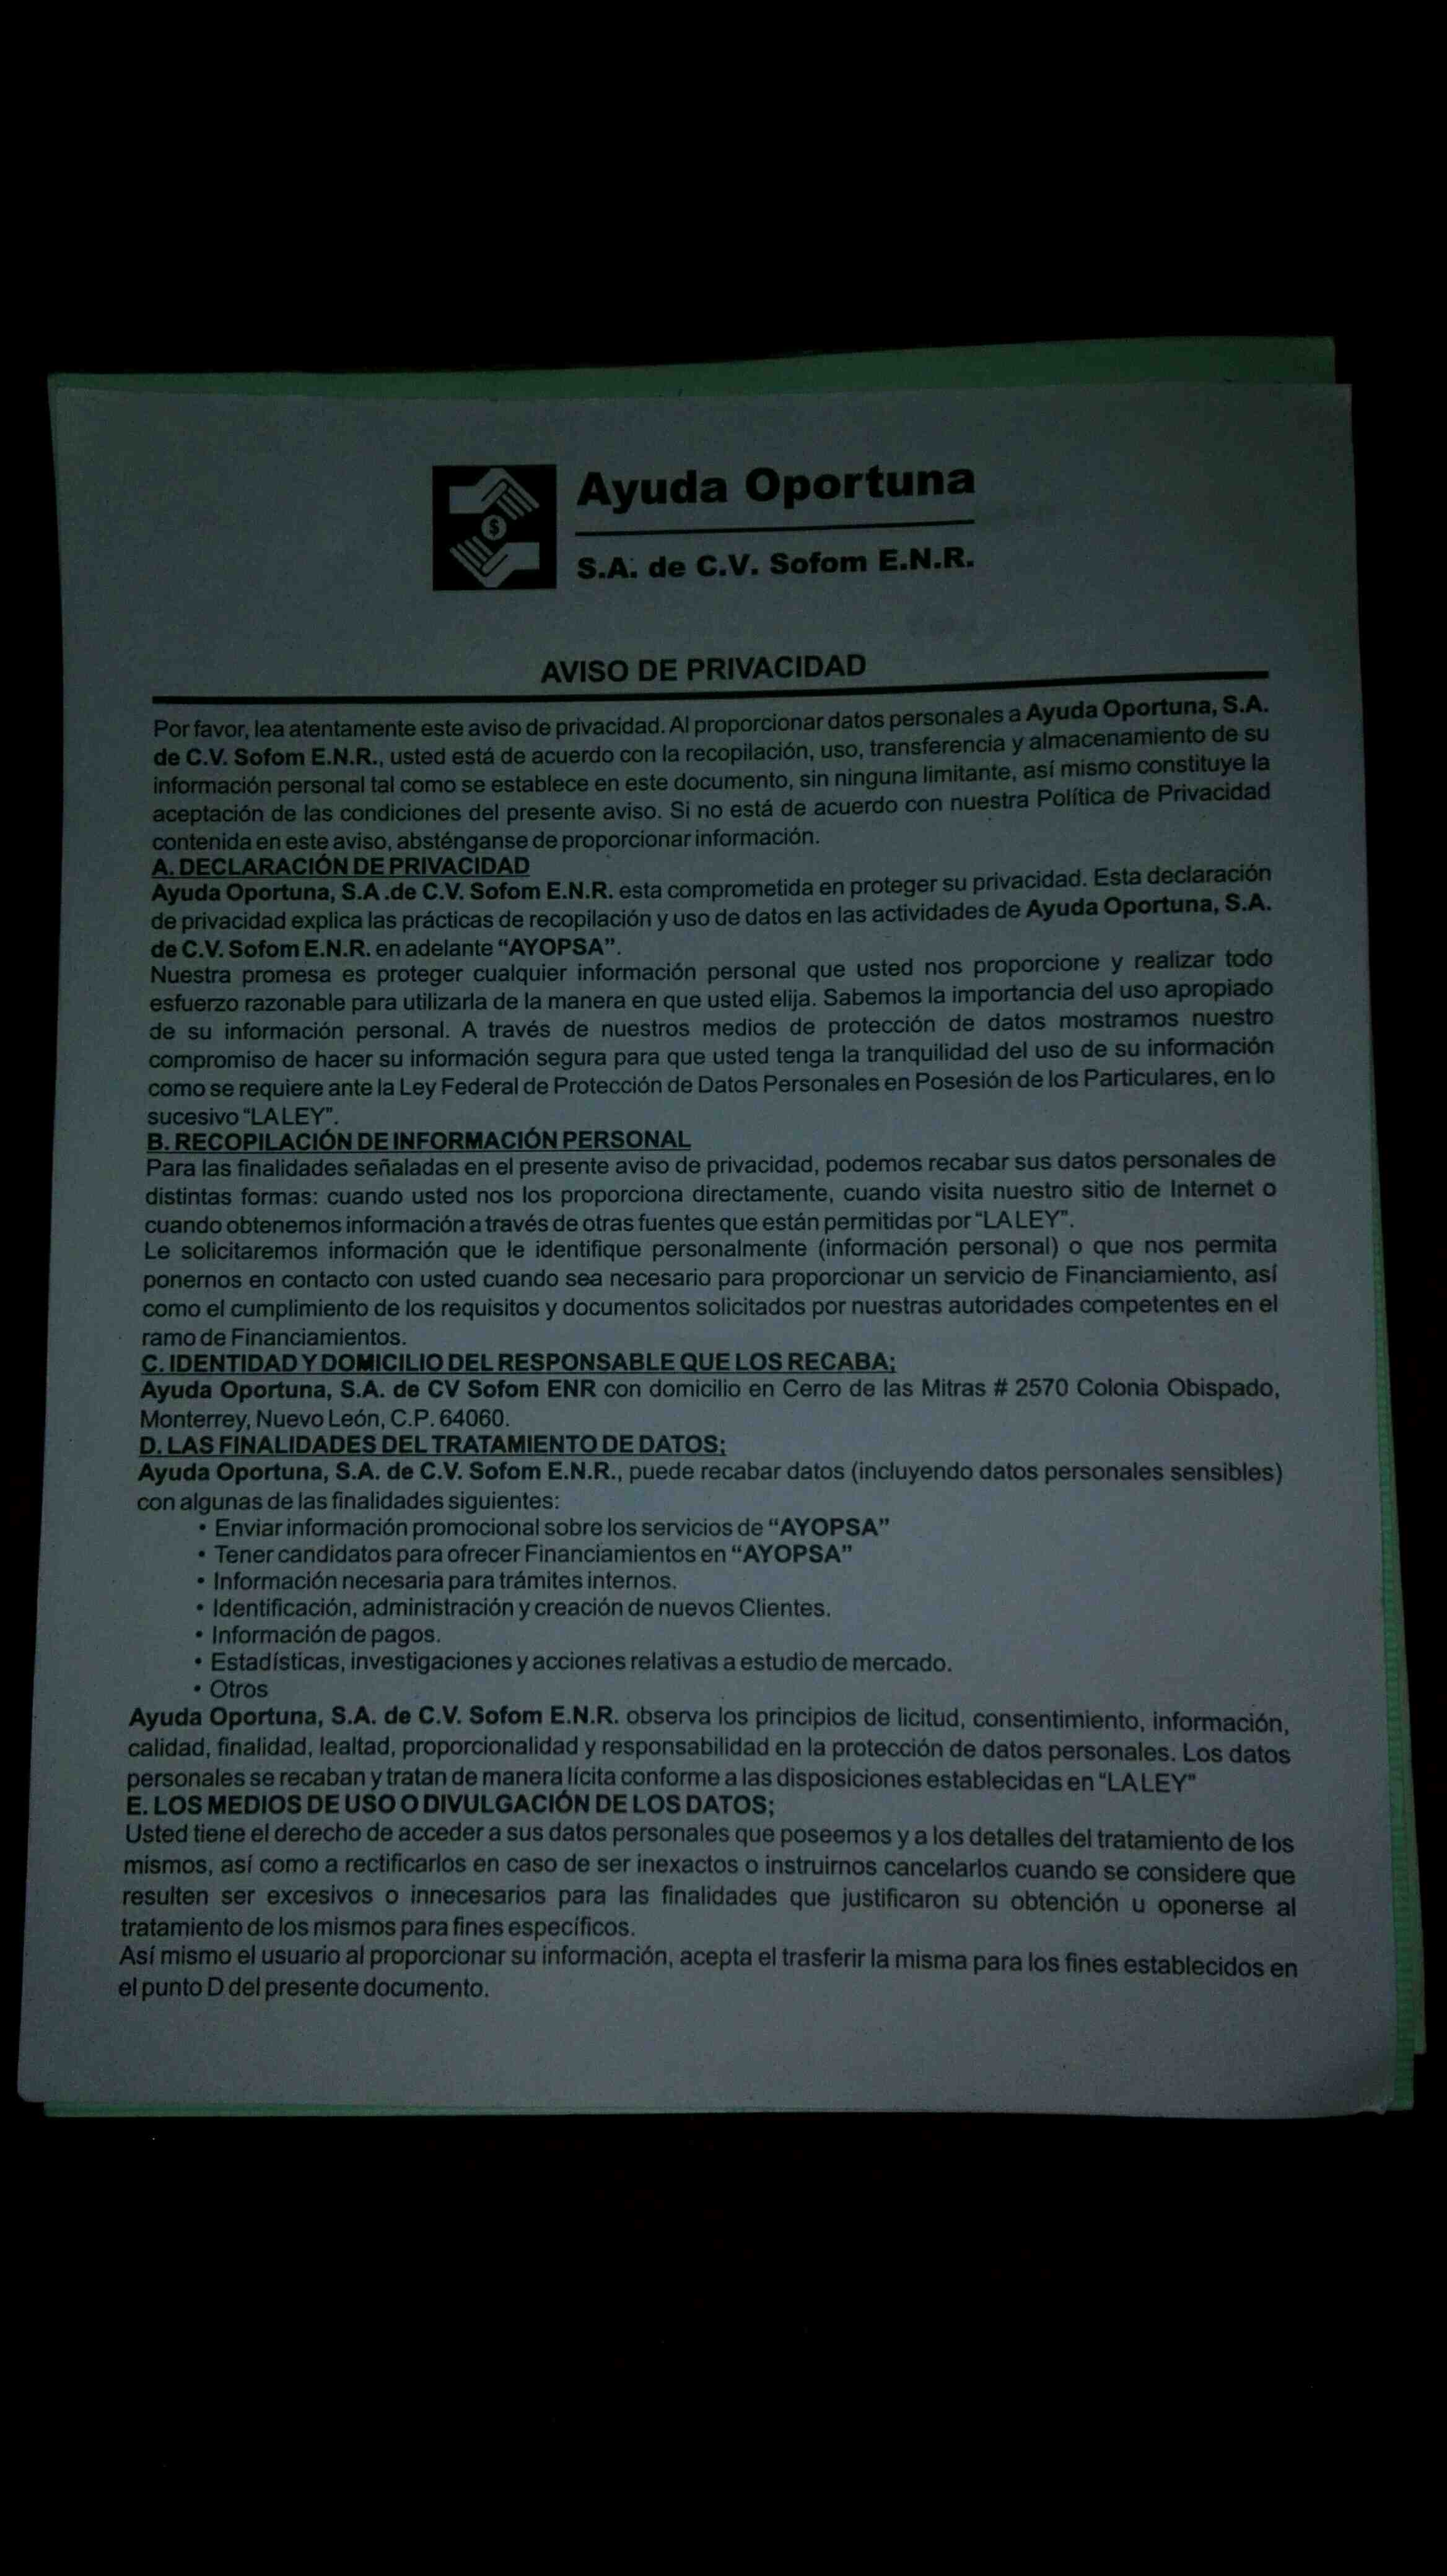 $
Ayuda Oportuna
S.A. de C.V. Sofom E.N.R.
AVISO DE PRIVACIDAD
Por favor, lea atentamente este aviso de privacidad. Al proporcionar datos personales a Ayuda Oportuna, S.A.
de C.V. Sofom E.N.R., usted está de acuerdo con la recopilación, uso, transferencia y almacenamiento de su
información personal tal como se establece en este documento, sin ninguna limitante, así mismo constituye la
aceptación de las condiciones del presente aviso. Si no está de acuerdo con nuestra Política de Privacidad
contenida en este aviso, absténganse de proporcionar información.
A. DECLARACIÓN DE PRIVACIDAD
Ayuda Oportuna, S.A .de C.V. Sofom E.N.R. esta comprometida en proteger su privacidad. Esta declaración
de privacidad explica las prácticas de recopilación y uso de datos en las actividades de Ayuda Oportuna, S.A.
de C.V. Sofom E.N.R. en adelante “AYOPSA”.
Nuestra promesa es proteger cualquier información personal que usted nos proporcione y realizar todo
esfuerzo razonable para utilizarla de la manera en que usted elija. Sabemos la importancia del uso apropiado
de su información personal. A través de nuestros medios de protección de datos mostramos nuestro
compromiso de hacer su información segura para que usted tenga la tranquilidad del uso de su información
como se requiere ante la Ley Federal de Protección de Datos Personales en Posesión de los Particulares, en lo
sucesivo “LA LEY”.
B. RECOPILACIÓN DE INFORMACIÓN PERSONAL
Para las finalidades señaladas en el presente aviso de privacidad, podemos recabar sus datos personales de
distintas formas: cuando usted nos los proporciona directamente, cuando visita nuestro sitio de Internet o
cuando obtenemos información a través de otras fuentes que están permitidas por “LA LEY”.
Le solicitaremos información que le identifique personalmente (información personal) o que nos permita
ponernos en contacto con usted cuando sea necesario para proporcionar un servicio de Financiamiento, así
como el cumplimiento de los requisitos y documentos solicitados por nuestras autoridades competentes en el
ramo de Financiamientos.
C. IDENTIDAD Y DOMICILIO DEL RESPONSABLE QUE LOS RECABA;
Ayuda Oportuna, S.A. de CV Sofom ENR con domicilio en Cerro de las Mitras # 2570 Colonia Obispado,
Monterrey, Nuevo León, C.P. 64060.
D. LAS FINALIDADES DEL TRATAMIENTO DE DATOS;
Ayuda Oportuna, S.A. de C.V. Sofom E.N.R., puede recabar datos (incluyendo datos personales sensibles)
con algunas de las finalidades siguientes:
• Enviar información promocional sobre los servicios de “AYOPSA”
• Tener candidatos para ofrecer Financiamientos en “AYOPSA”
• Información necesaria para trámites internos.
• Identificación, administración y creación de nuevos Clientes.
• Información de pagos.
• Estadísticas, investigaciones y acciones relativas a estudio de mercado.
• Otros
Ayuda Oportuna, S.A. de C.V. Sofom E.N.R. observa los principios de licitud, consentimiento, información,
calidad, finalidad, lealtad, proporcionalidad y responsabilidad en la protección de datos personales. Los datos
personales se recaban y tratan de manera lícita conforme a las disposiciones establecidas en “LA LEY”
E. LOS MEDIOS DE USO O DIVULGACIÓN DE LOS DATOS;
Usted tiene el derecho de acceder a sus datos personales que poseemos y a los detalles del tratamiento de los
mismos, así como a rectificarlos en caso de ser inexactos o instruirnos cancelarlos cuando se considere que
resulten ser excesivos o innecesarios para las finalidades que justificaron su obtención u oponerse al
tratamiento de los mismos para fines específicos.
Así mismo el usuario al proporcionar su información, acepta el trasferir la misma para los fines establecidos en
el punto D del presente documento.